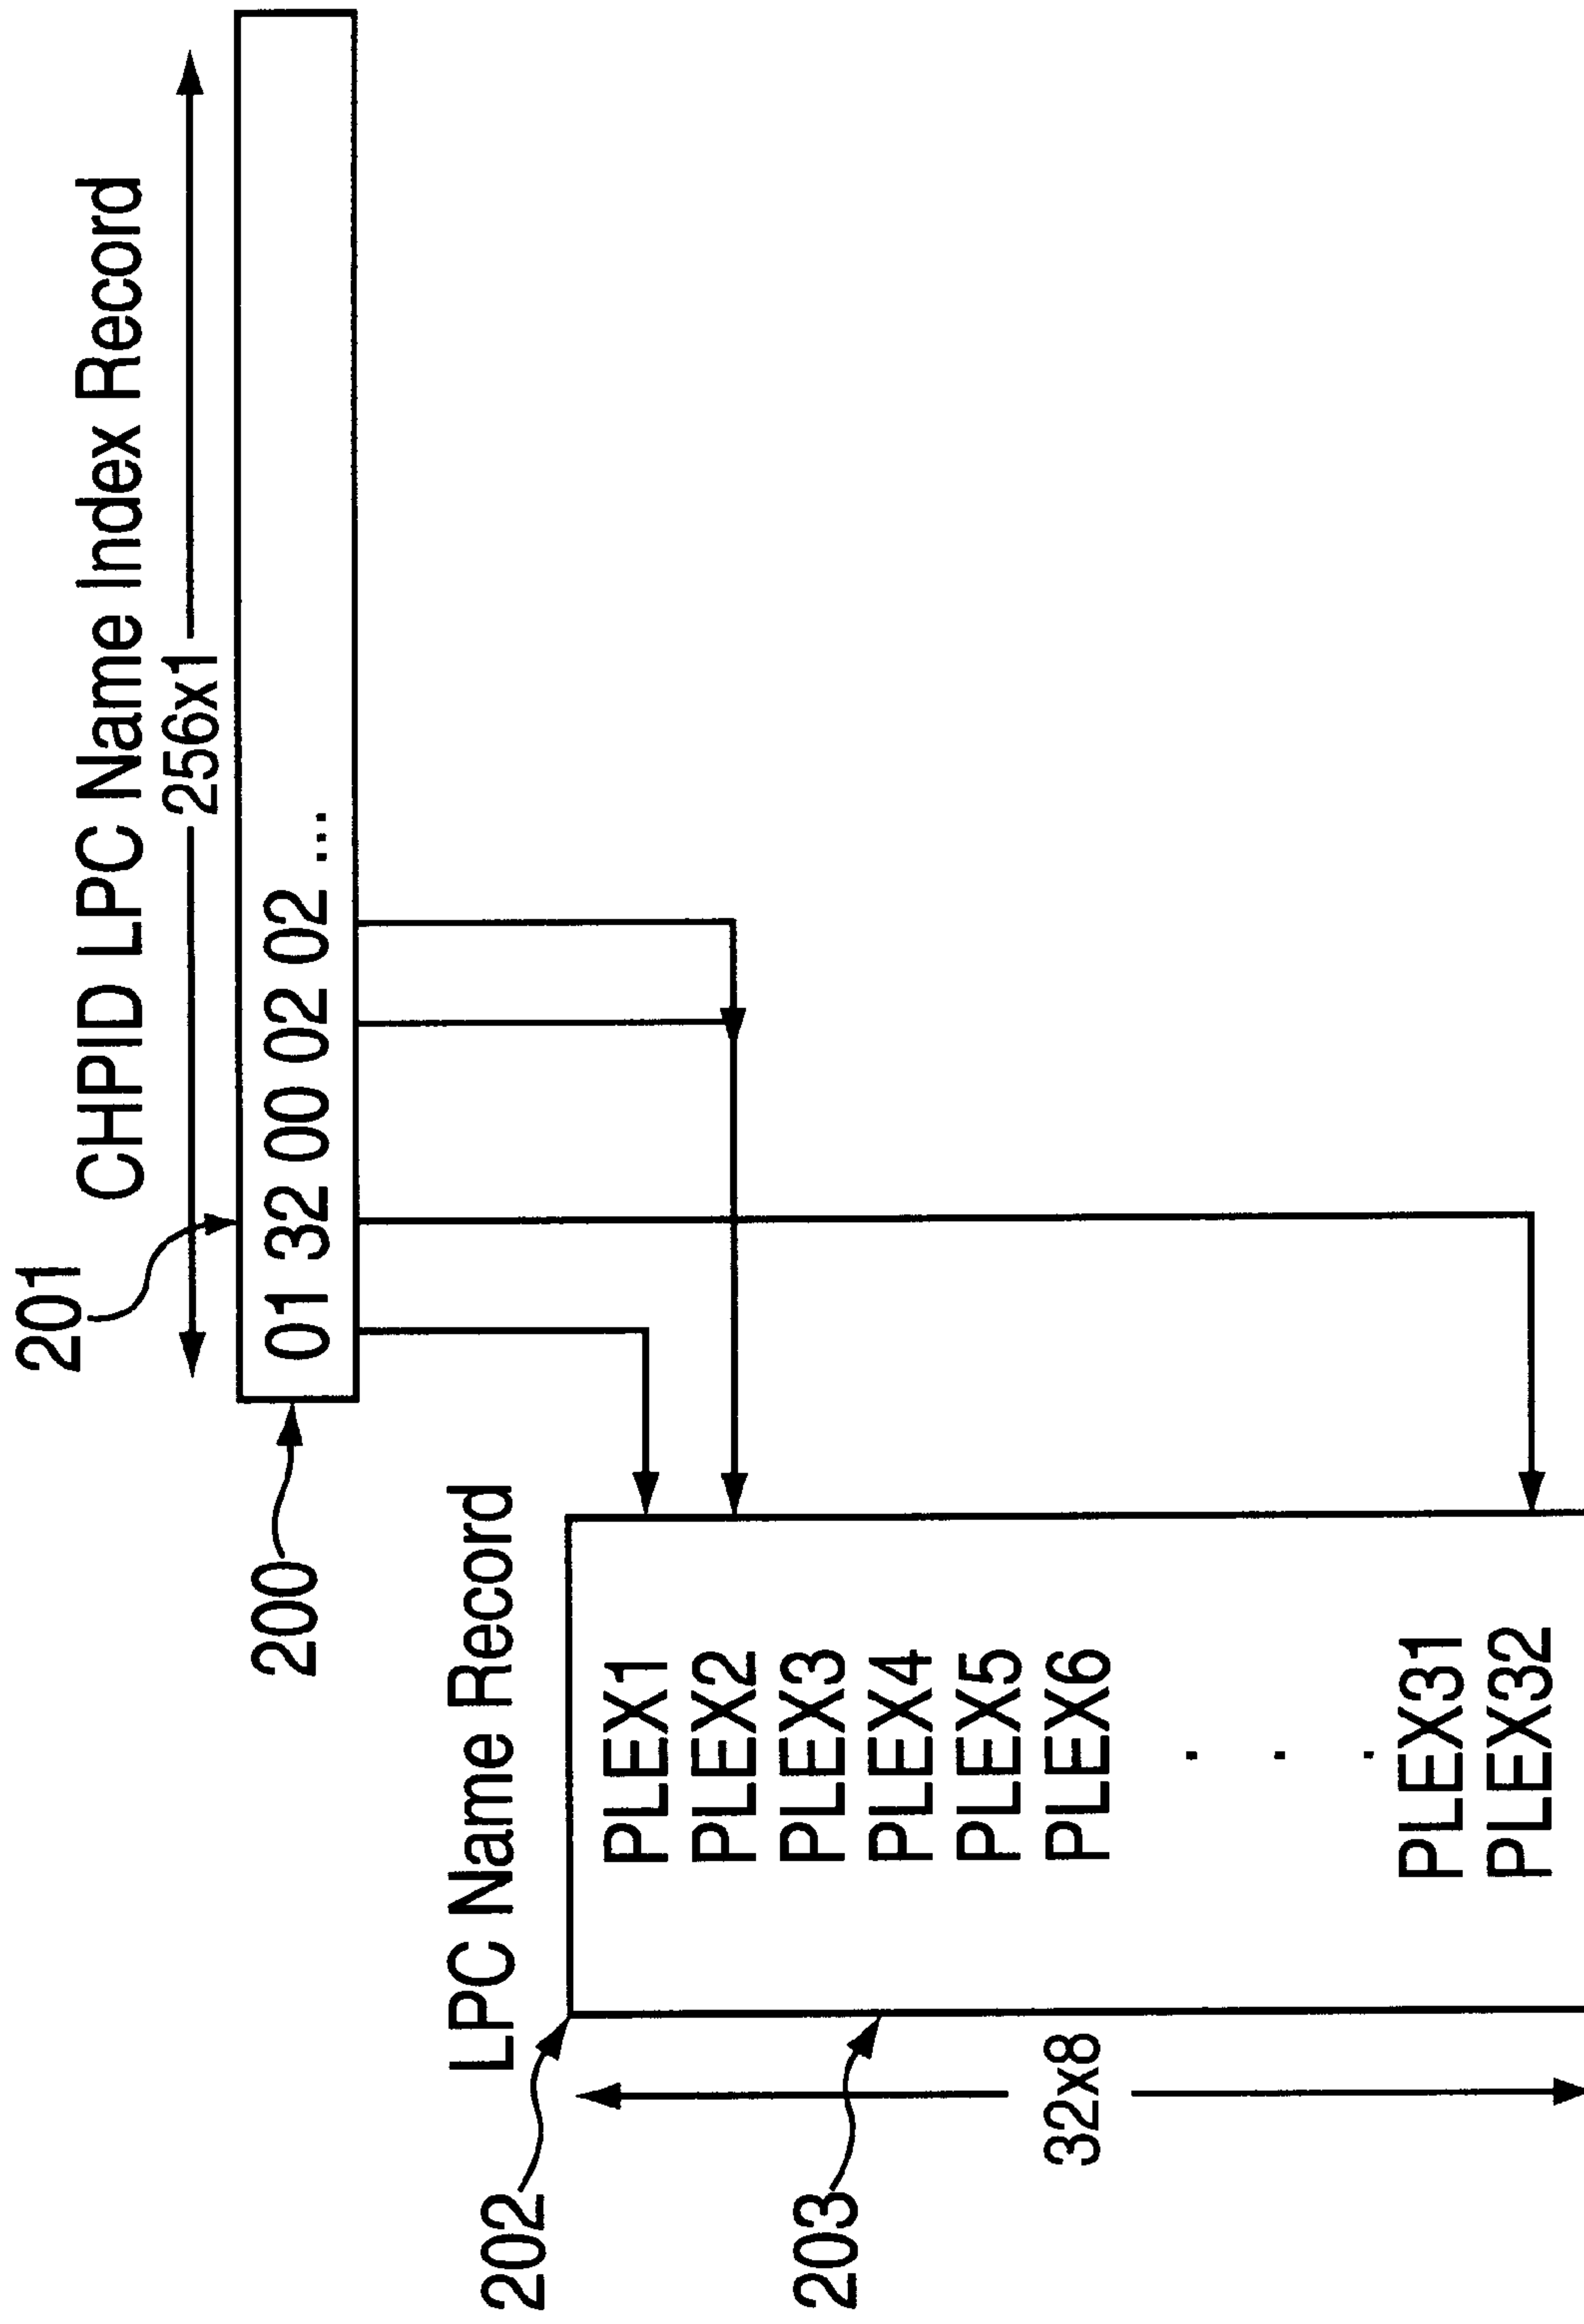 201
CHPID LPC Name Index Record
256x1
200
01 32 00 02 02 ...
LPC Name Record
202
PLEX1
PLEX2
PLEX3
203
PLEX4
PLEX5
PLEX6
32x8
. . .
PLEX31
PLEX32